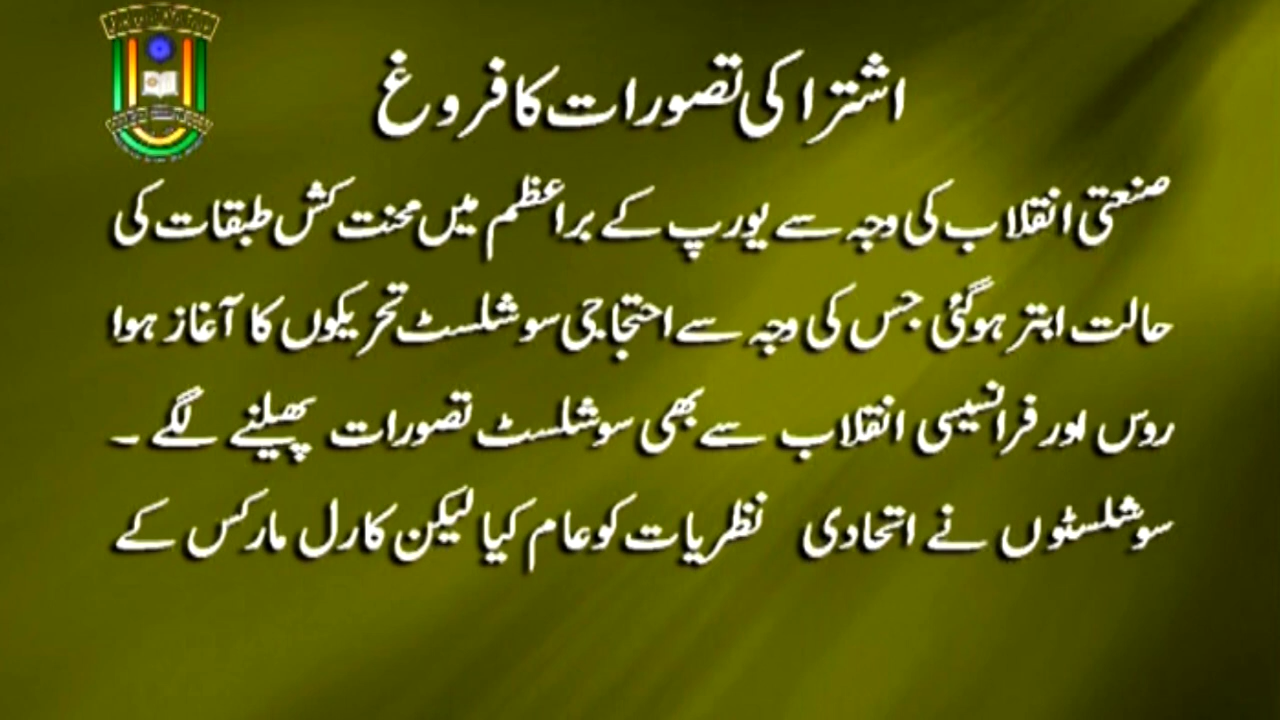 اشتراکی تصورات کا فروغ
صنعتی انقلاب کی وجہ سے یورپ کے براعظم میں محنت کش طبقات کی
حالت ابتر ہوگئی جس کی وجہ سے احتجاجی سوشلسٹ تحریکوں کا آغاز ہوا
روس اور فرانسیسی انقلاب سے بھی سوشلسٹ تصورات پھیلنے لگے ۔
سوشلسٹوں نے اتحادی نظریات کو عام کیا لیکن کارل مارکس کے